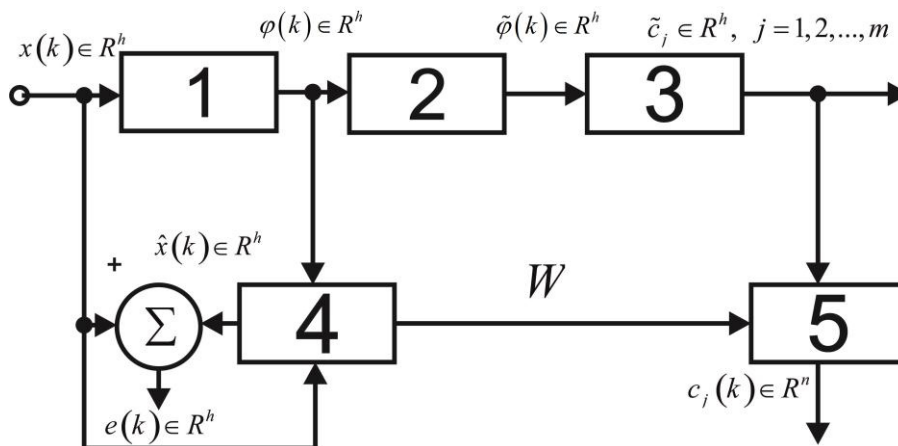 x(k)∈R^h
φ(k)∈R^h
φ̃(k)∈R^h
c̃_j∈R^h, j=1,2,...,m
1
2
3
+
x̂(k)∈R^h
W
Σ
4
5
e(k)∈R^h
c_j(k)∈R^n